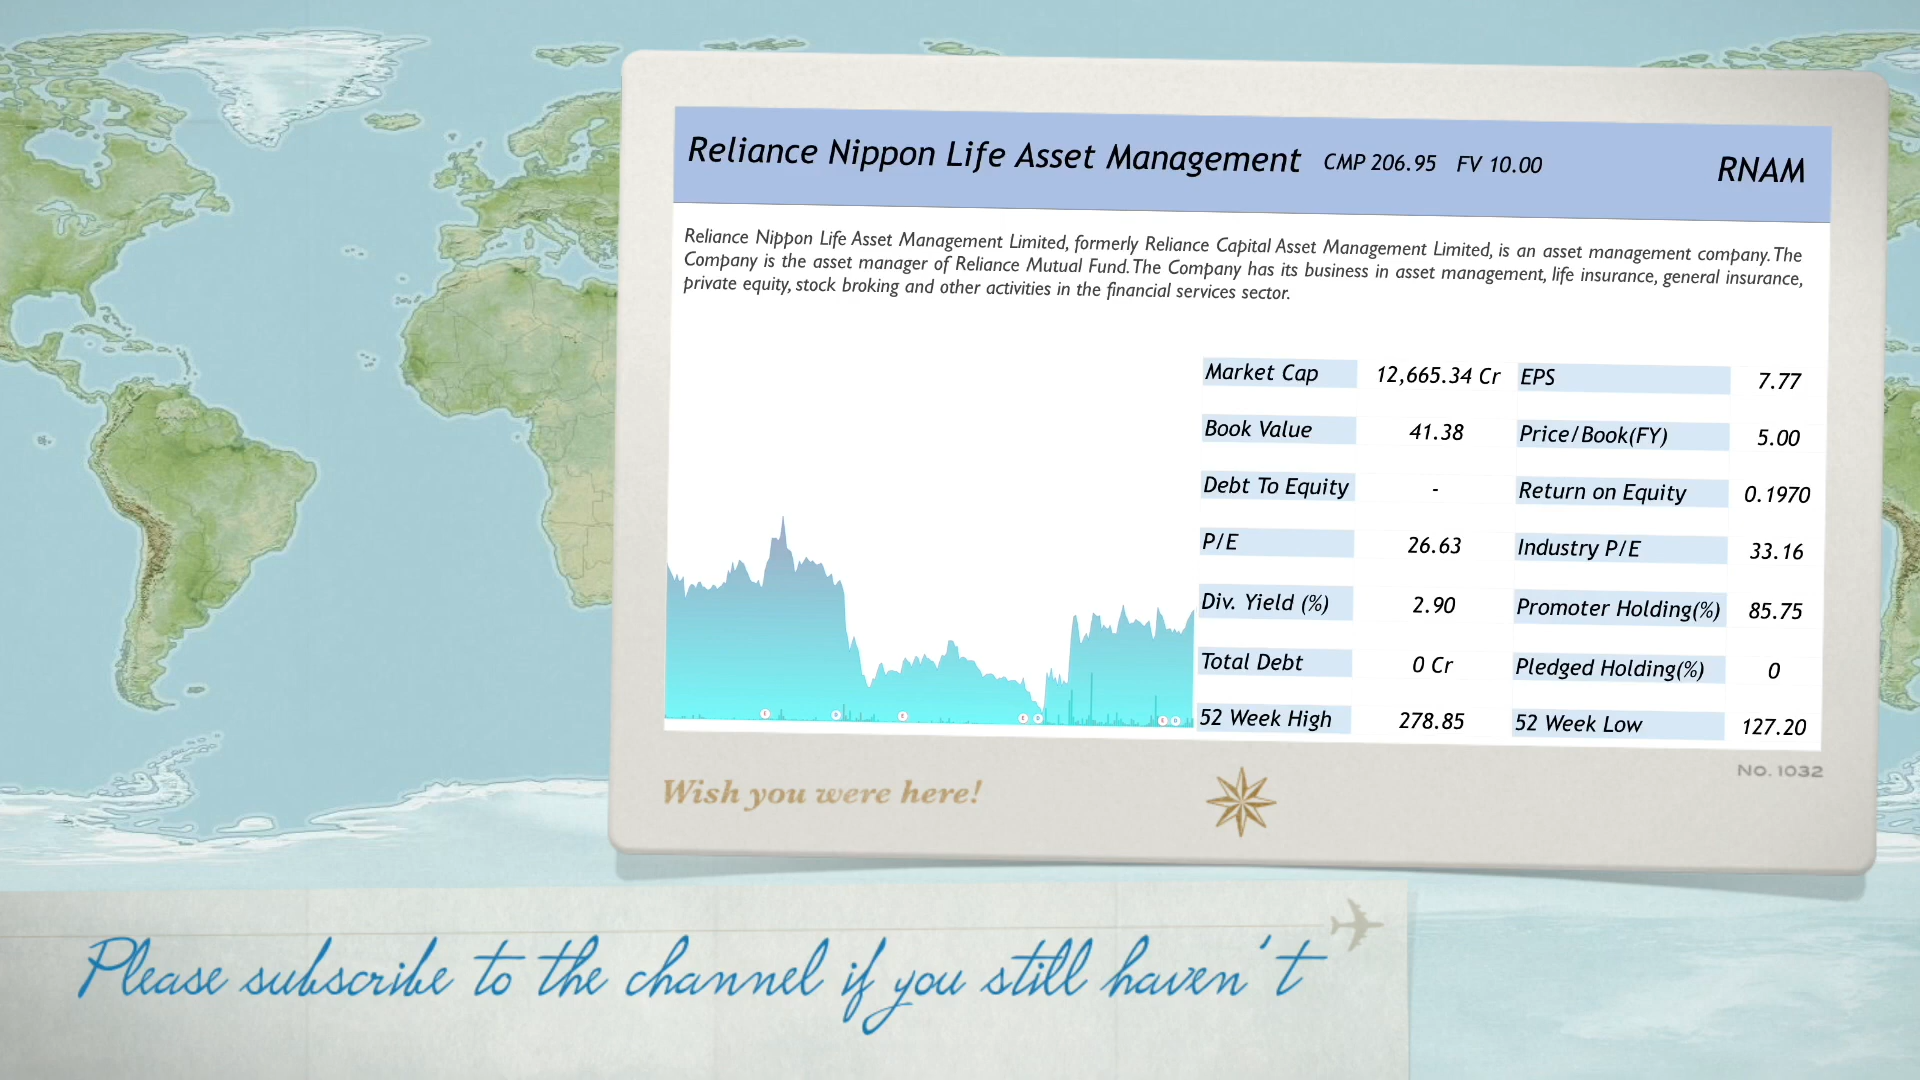 Reliance Nippon Life Asset Management CMP 206.95 FV 10.00 RNAM
Reliance Nippon Life Asset Management Limited, formerly Reliance Capital Asset Management Limited, is an asset management company. The
Company is the asset manager of Reliance Mutual Fund. The Company has its business in asset management, life insurance, general insurance,
private equity, stock broking and other activities in the financial services sector.
Market Cap 12,665.34 Cr EPS 7.77
Book Value 41.38 Price/Book(FY) 5.00
Debt To Equity - Return on Equity 0.1970
P/E 26.63 Industry P/E 33.16
Div. Yield (%) 2.90 Promoter Holding(%) 85.75
Total Debt 0 Cr Pledged Holding(%) 0
52 Week High 278.85 52 Week Low 127.20
NO. 1032
Wish you were here!
Please subscribe to the channel if you still haven't